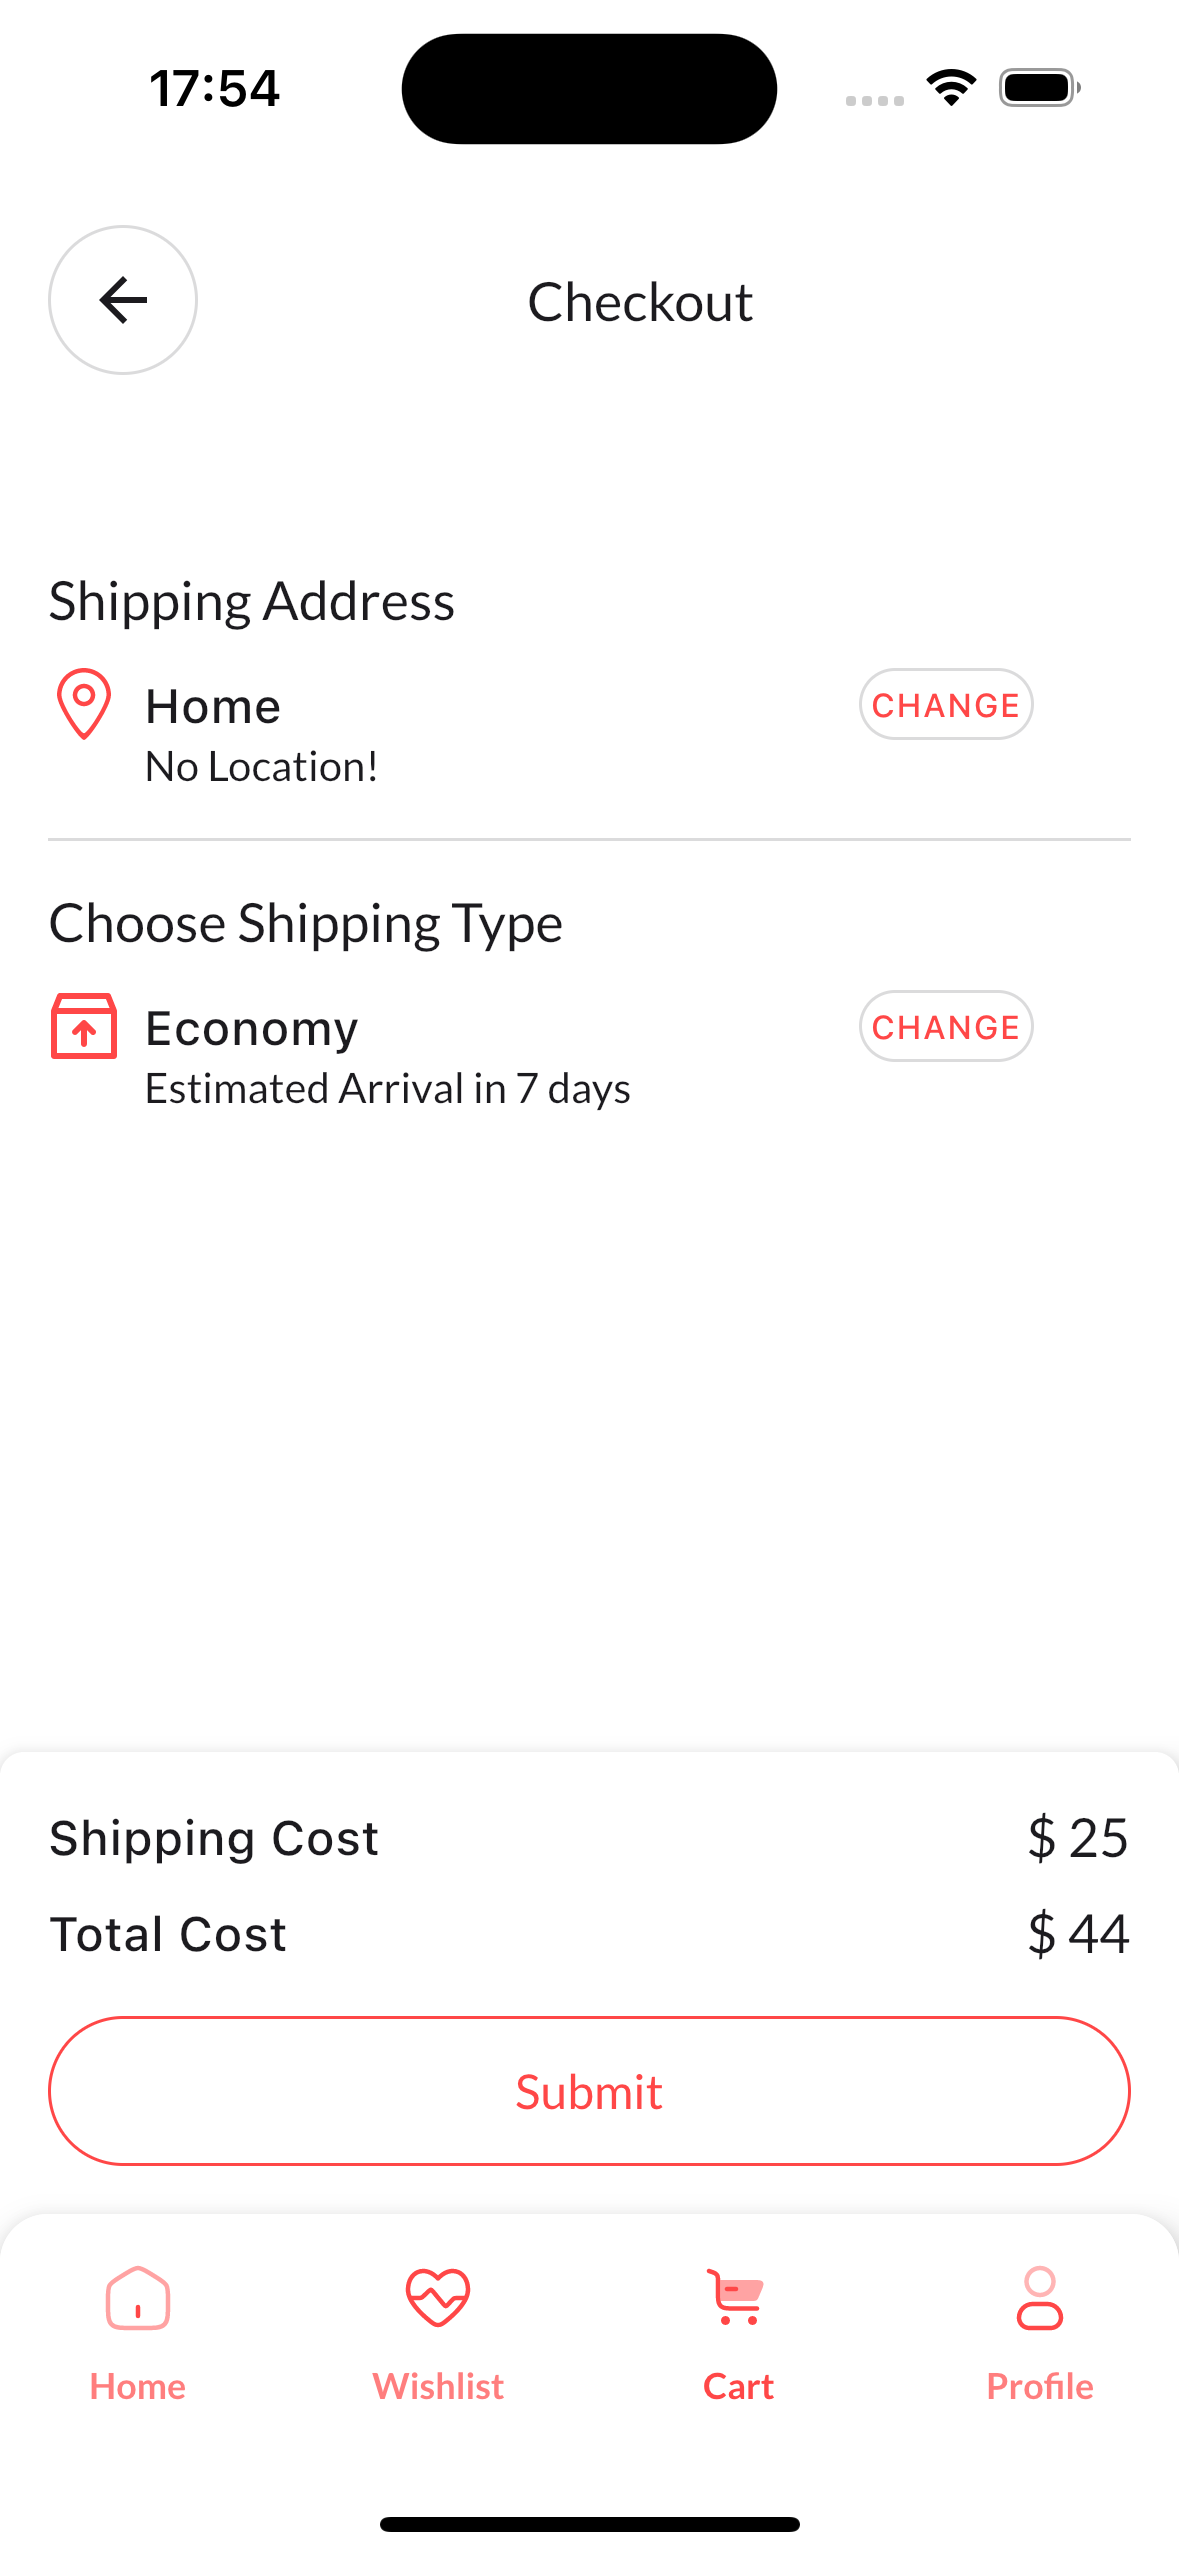 17:54
Checkout
Shipping Address
Home
CHANGE
No Location!
Choose Shipping Type
Economy
CHANGE
Estimated Arrival in 7 days
Shipping Cost
$ 25
Total Cost
$ 44
Submit
Home
Wishlist
Cart
Profile